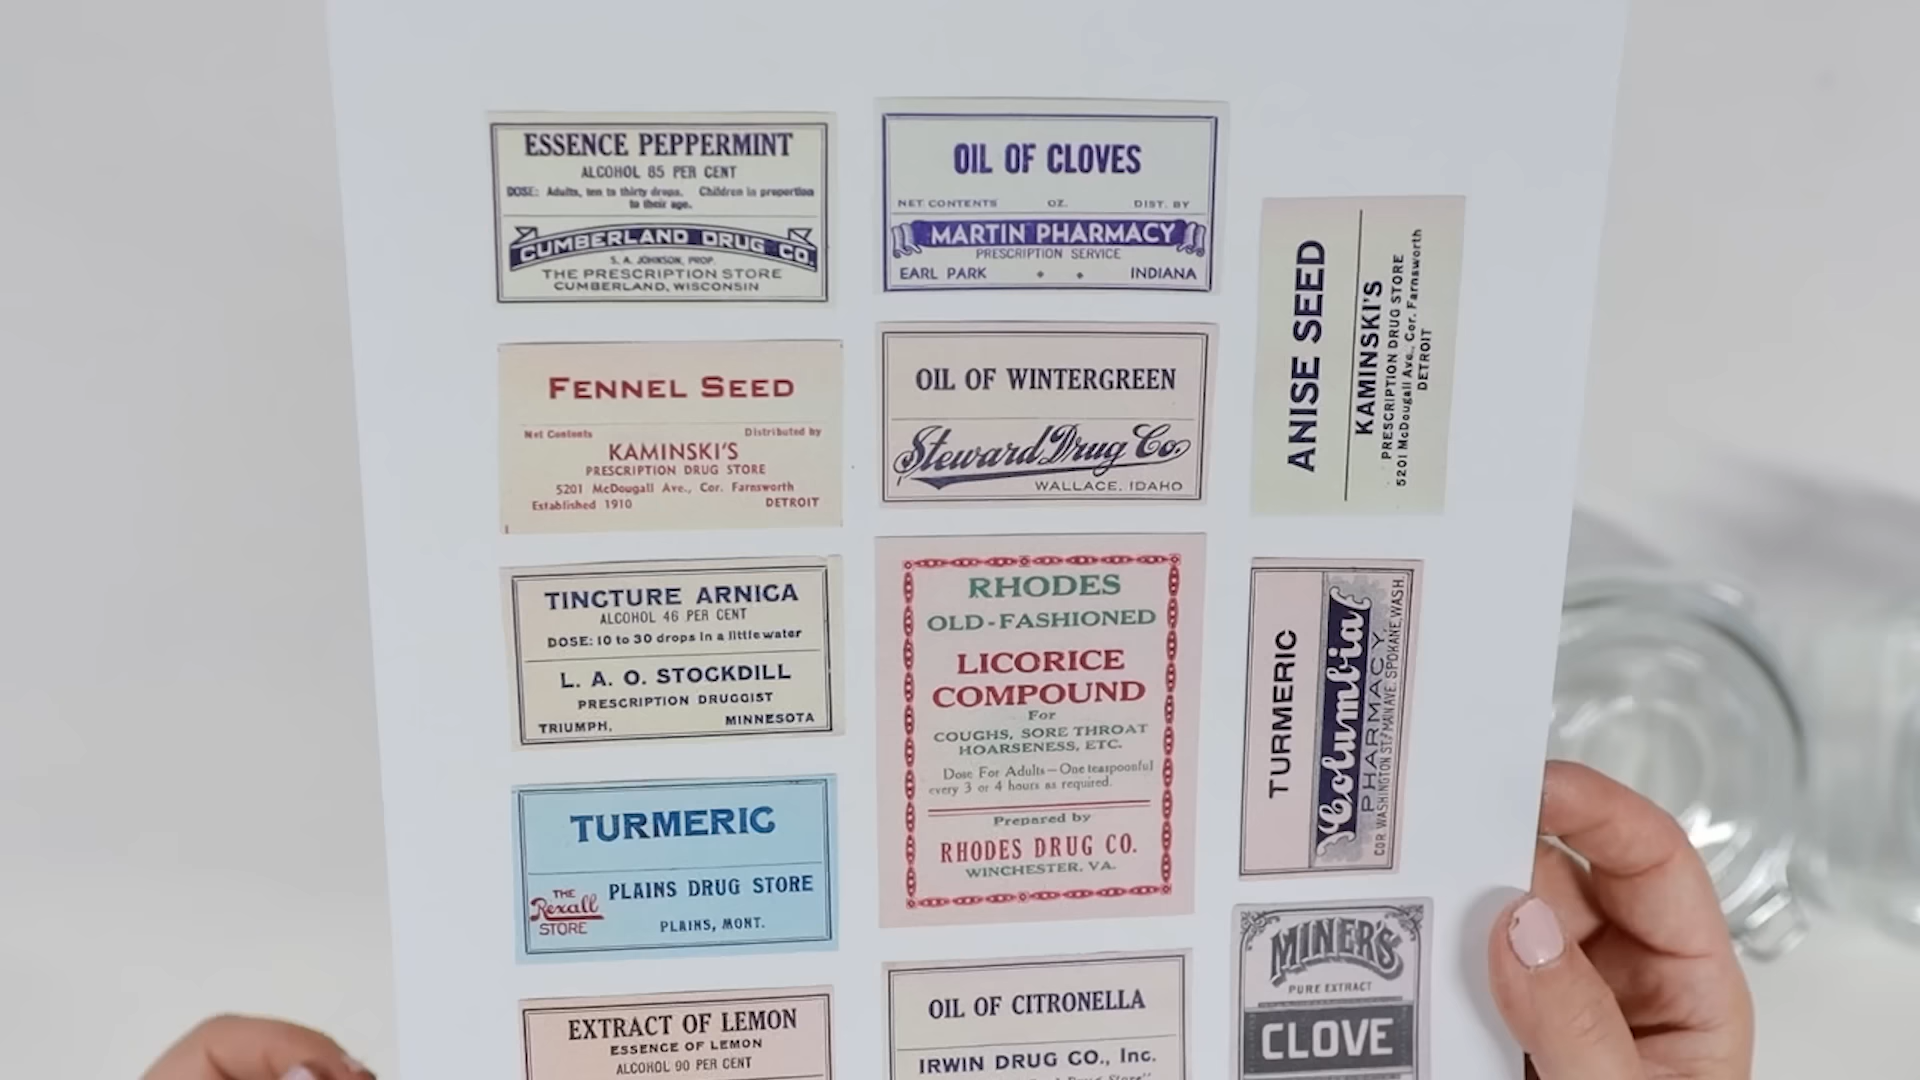 ESSENCE PEPPERMINT
ALCOHOL 85 PER CENT
DOSE: Adults, ten to thirty drops. Children in proportion
to their age.
CUMBERLAND DRUG CO.
S. A. JOHNSON, PROP.
THE PRESCRIPTION STORE
CUMBERLAND, WISCONSIN
FENNEL SEED
Net Contents Distributed by
KAMINSKI'S
PRESCRIPTION DRUG STORE
5201 McDougall Ave., Cor. Farnsworth
Established 1910 DETROIT
TINCTURE ARNICA
ALCOHOL 46 PER CENT
DOSE: 10 to 30 drops in a little water
L. A. O. STOCKDILL
PRESCRIPTION DRUGGIST
TRIUMPH, MINNESOTA
TURMERIC
THE
Rexall
STORE
PLAINS DRUG STORE
PLAINS, MONT.
EXTRACT OF LEMON
ESSENCE OF LEMON
ALCOHOL 90 PER CENT
OIL OF CLOVES
NET CONTENTS OZ. DIST. BY
MARTIN PHARMACY
PRESCRIPTION SERVICE
EARL PARK INDIANA
OIL OF WINTERGREEN
Steward Drug Co.
WALLACE, IDAHO
RHODES
OLD-FASHIONED
LICORICE
COMPOUND
For
COUGHS, SORE THROAT
HOARSENESS, ETC.
Dose For Adults—One teaspoonful
every 3 or 4 hours as required.
Prepared by
RHODES DRUG CO.
WINCHESTER, VA.
OIL OF CITRONELLA
IRWIN DRUG CO., Inc.
ANISE SEED
KAMINSKI'S
PRESCRIPTION DRUG STORE
5201 McDougall Ave., Cor. Farnsworth
DETROIT
TURMERIC
Columbia
PHARMACY,
COR WASHINGTON ST. & MAIN AVE. SPOKANE, WASH.
MINER'S
PURE EXTRACT
CLOVE